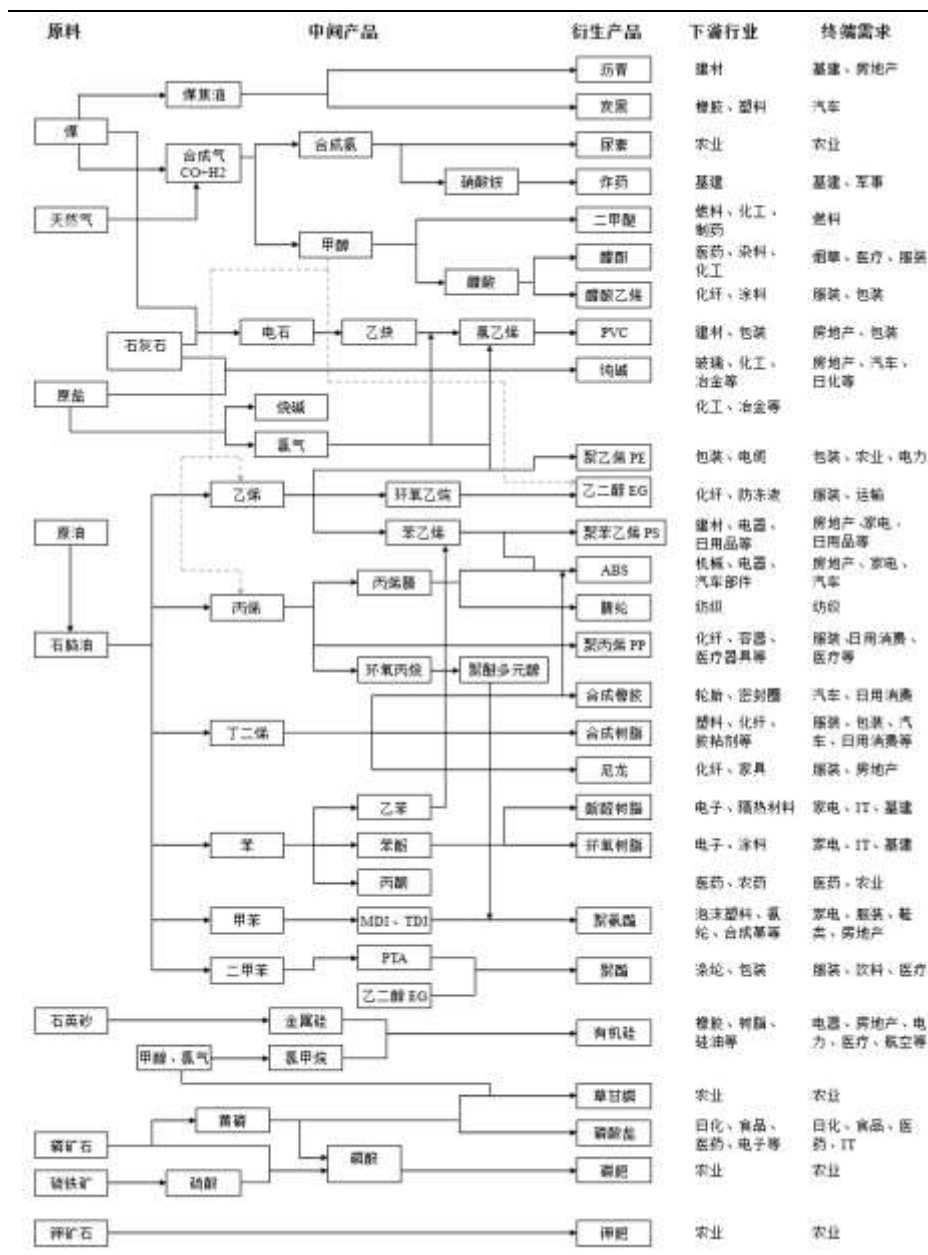 原料 中间产品 衍生产品 下游行业 终端需求
沥青 建材 基建、房地产
煤焦油
炭黑 橡胶、塑料 汽车
煤
合成气
CO+H2
合成氨 尿素 农业 农业
硝酸铵 炸药 基建 基建、军事
天然气 甲醇 二甲醚 燃料、化工、
制药
燃料
醋酸 醋酐 医药、染料、
化工
烟草、医疗、服装
醋酸乙烯 化纤、涂料 服装、包装
石灰石 电石 乙炔 氯乙烯 PVC 建材、包装 房地产、包装
纯碱 玻璃、化工、
冶金等
房地产、汽车、
日化等
原盐 烧碱 化工、冶金等
氯气
聚乙烯 PE 包装、电缆 包装、农业、电力
乙烯 环氧乙烷 乙二醇 EG 化纤、防冻液 服装、运输
原油 苯乙烯 聚苯乙烯 PS 建材、电器、
日用品等
房地产、家电、
日用品等
丙烯腈 ABS 机械、电器、
汽车部件
房地产、家电、
汽车
丙烯 腈纶 纺织 纺织
石脑油 聚丙烯 PP 化纤、容器、
医疗器具等
服装、日用消费、
医疗等
环氧丙烷 聚醚多元醇
合成橡胶 轮胎、密封圈 汽车、日用消费
丁二烯 合成树脂 塑料、化纤、
胶粘剂等
服装、包装、汽
车、日用消费等
尼龙 化纤、家具 服装、房地产
乙苯 酚醛树脂 电子、隔热材料 家电、IT、基建
苯 苯酚 环氧树脂 电子、涂料 家电、IT、基建
丙酮 医药、农药 医药、农业
甲苯 MDI、TDI 聚氨酯 泡沫塑料、氨
纶、合成革等
家电、服装、鞋
类、房地产
二甲苯 PTA 聚酯 涤纶、包装 服装、饮料、医疗
乙二醇 EG
石英砂 金属硅 有机硅 橡胶、树脂、
硅油等
电器、房地产、电
力、医疗、航空等
甲醇、氯气 氯甲烷
草甘膦 农业 农业
黄磷 磷酸盐 日化、食品、
医药、电子等
日化、食品、医
药、IT
磷矿石 磷酸 磷肥 农业 农业
硫铁矿
钾矿石 钾肥 农业 农业